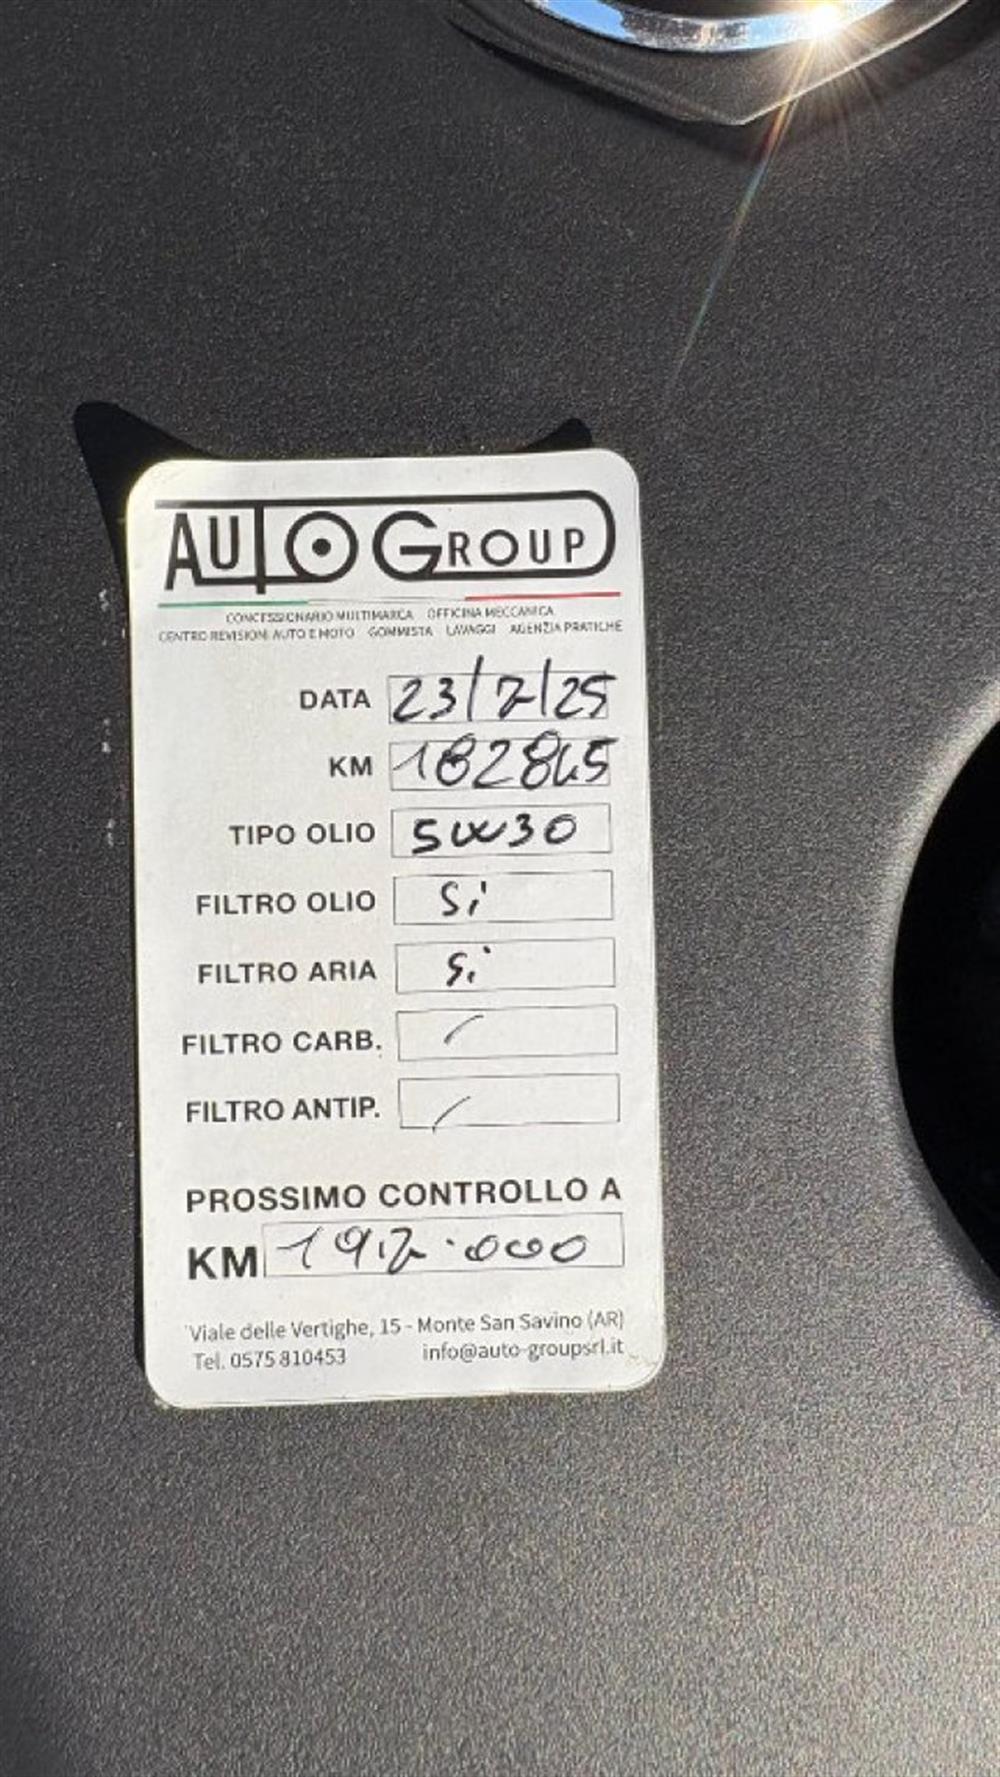 AUTO GROUP
CONCESSIONARIO MULTIMARCA OFFICINA MECCANICA
CENTRO REVISIONI AUTO E MOTO GOMMISTA LAVAGGI AGENZIA PRATICHE
DATA 23/7/25
KM 182845
TIPO OLIO 5W30
FILTRO OLIO Si
FILTRO ARIA Si
FILTRO CARB. /
FILTRO ANTIP. /
PROSSIMO CONTROLLO A
KM 197.000
Viale delle Vertighe, 15 - Monte San Savino (AR)
Tel. 0575 810453 info@auto-groupsrl.it